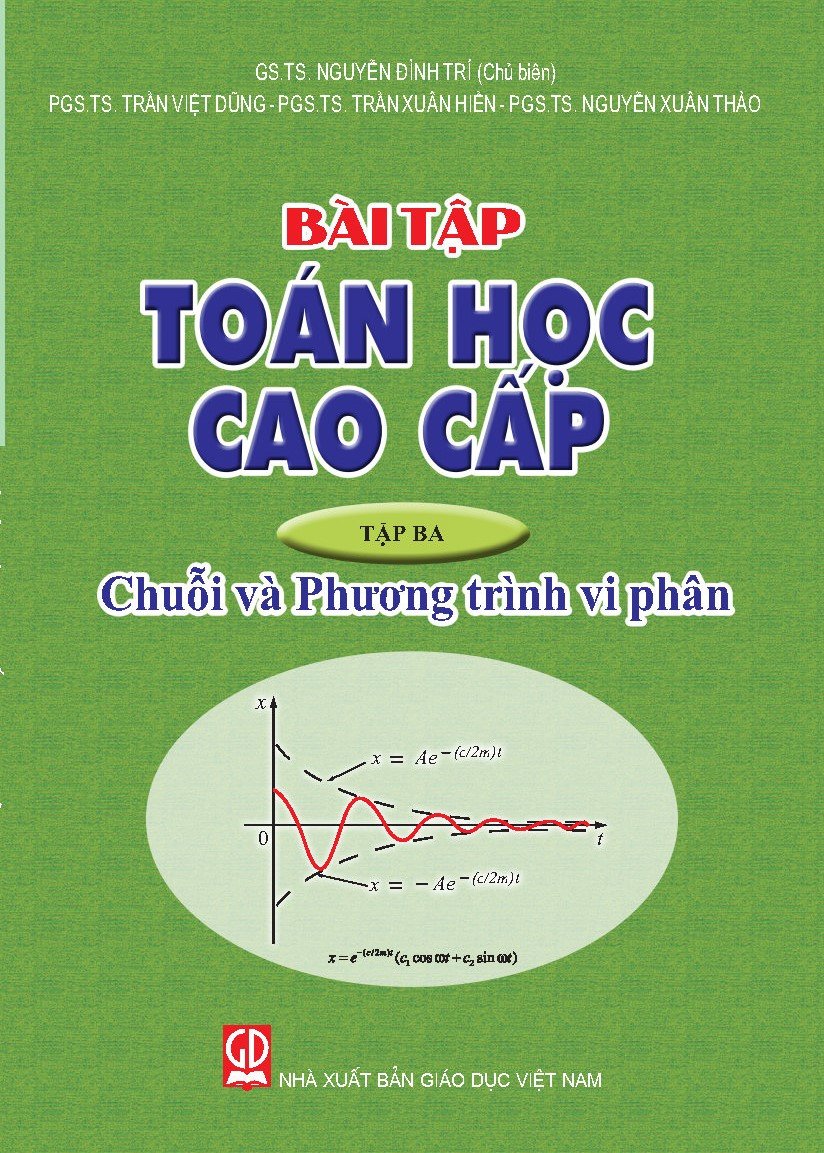 GS.TS. NGUYỄN ĐÌNH TRÍ (Chủ biên)
PGS.TS. TRẦN VIỆT DŨNG - PGS.TS. TRẦN XUÂN HIỂN - PGS.TS. NGUYỄN XUÂN THẢO
BÀI TẬP
TOÁN HỌC
CAO CẤP
TẬP BA
Chuỗi và Phương trình vi phân
x
x = Ae^-(c/2m)t
0
t
x = -Ae^-(c/2m)t
x = e^-(c/2m)t (c₁ cos ωt + c₂ sin ωt)
GD
NHÀ XUẤT BẢN GIÁO DỤC VIỆT NAM